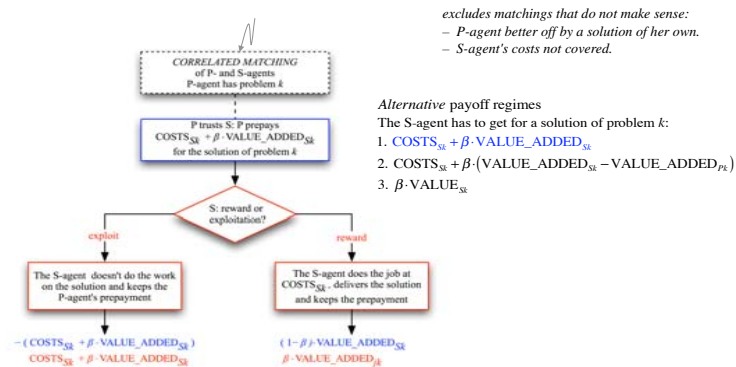 excludes matchings that do not make sense:
– P-agent better off by a solution of her own.
– S-agent's costs not covered.
CORRELATED MATCHING
of P- and S-agents
P-agent has problem k
Alternative payoff regimes
The S-agent has to get for a solution of problem k:
1. COSTS_Sk + β·VALUE_ADDED_Sk
2. COSTS_Sk + β·(VALUE_ADDED_Sk − VALUE_ADDED_Pk)
3. β·VALUE_Sk
P trusts S: P prepays
COSTS_Sk + β·VALUE_ADDED_Sk
for the solution of problem k
S: reward or
exploitation?
exploit
reward
The S-agent doesn't do the work
on the solution and keeps the
P-agent's prepayment
The S-agent does the job at
COSTS_Sk, delivers the solution
and keeps the prepayment
− ( COSTS_Sk + β·VALUE_ADDED_Sk )
COSTS_Sk + β·VALUE_ADDED_Sk
( 1−β )·VALUE_ADDED_Sk
β·VALUE_ADDED